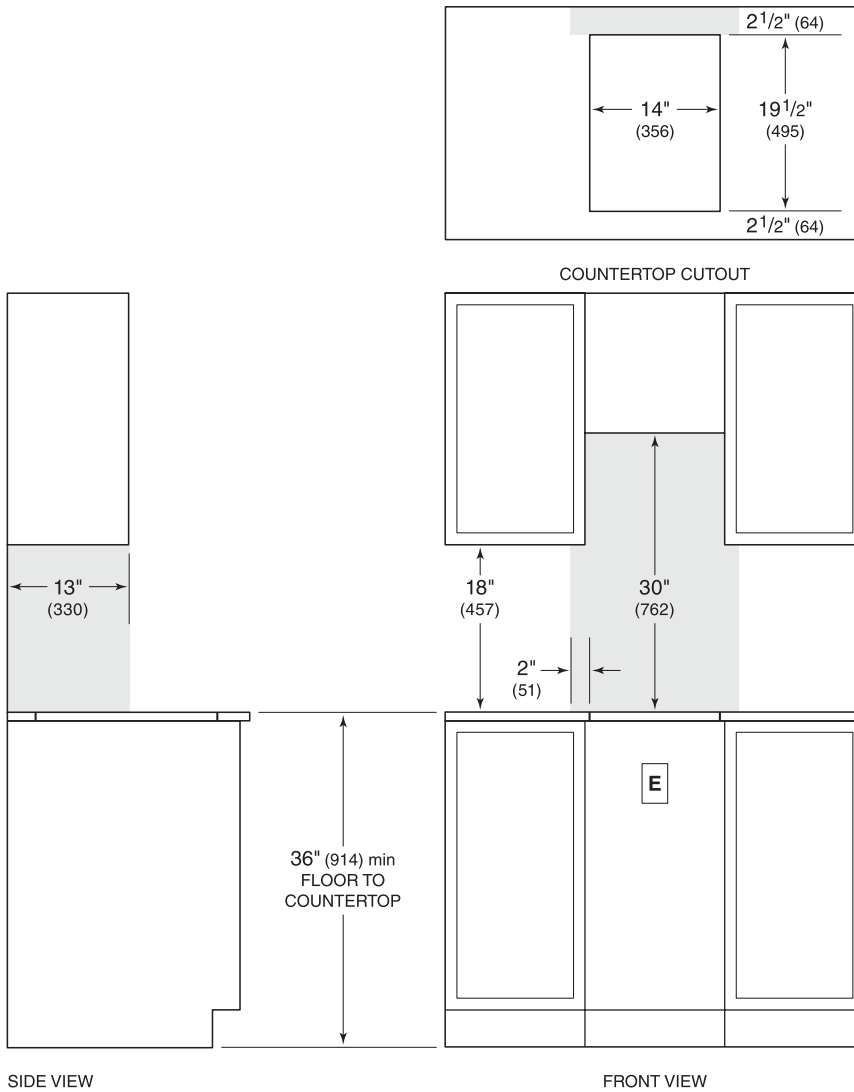 2 1/2" (64)
14"
(356)
19 1/2"
(495)
2 1/2" (64)
COUNTERTOP CUTOUT
13"
(330)
18"
(457)
30"
(762)
2"
(51)
E
36" (914) min
FLOOR TO
COUNTERTOP
SIDE VIEW
FRONT VIEW